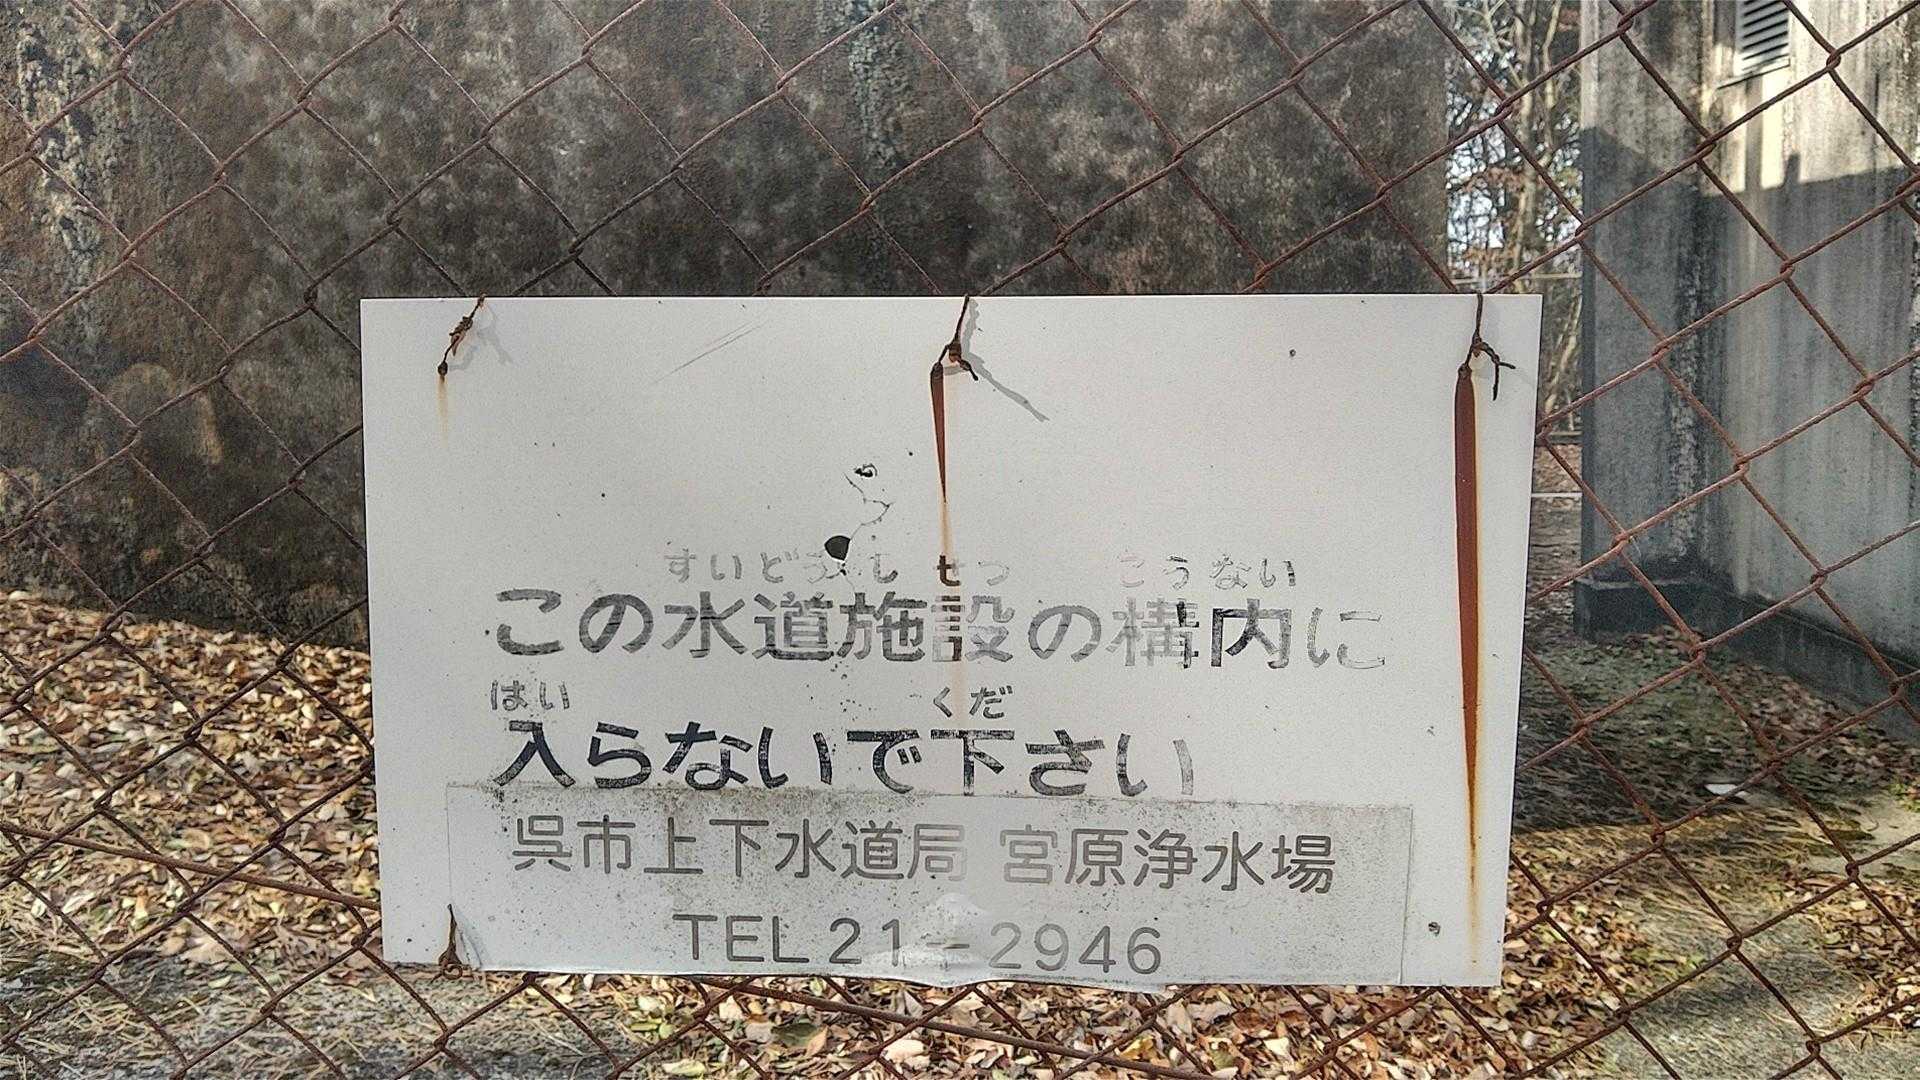 すいどうしせつ こうない
この水道施設の構内に
はい くだ
入らないで下さい
呉市上下水道局 宮原浄水場
TEL21-2946